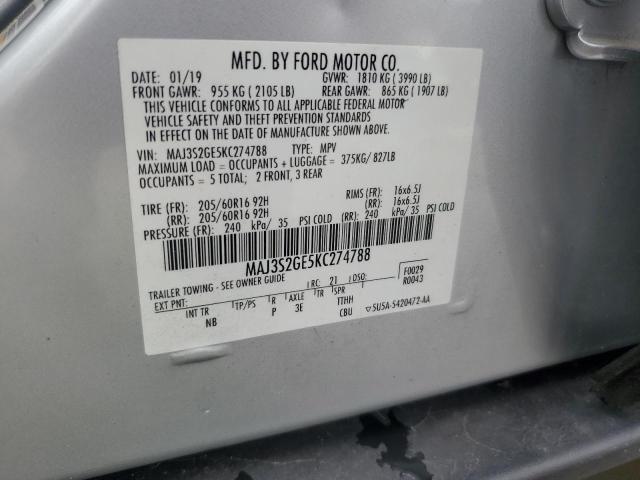 MFD. BY FORD MOTOR CO.
DATE: 01/19 GVWR: 1810 KG ( 3990 LB)
FRONT GAWR: 955 KG ( 2105 LB) REAR GAWR: 865 KG ( 1907 LB)
THIS VEHICLE CONFORMS TO ALL APPLICABLE FEDERAL MOTOR
VEHICLE SAFETY AND THEFT PREVENTION STANDARDS
IN EFFECT ON THE DATE OF MANUFACTURE SHOWN ABOVE.
VIN: MAJ3S2GE5KC274788 TYPE: MPV
MAXIMUM LOAD = OCCUPANTS + LUGGAGE = 375KG/ 827LB
OCCUPANTS = 5 TOTAL; 2 FRONT, 3 REAR
TIRE (FR): 205/60R16 92H RIMS (FR): 16x6.5J
(RR): 205/60R16 92H (RR): 16x6.5J
PRESSURE (FR): 240 kPa/ 35 PSI COLD (RR): 240 kPa/ 35 PSI COLD
MAJ3S2GE5KC274788
TRAILER TOWING - SEE OWNER GUIDE RC: 21 DSO: F0029
R0043
EXT PNT: INT TR TP/PS R AXLE TR SPR
NB P 3E TTHH
CBU ▽5U5A-5420472-AA